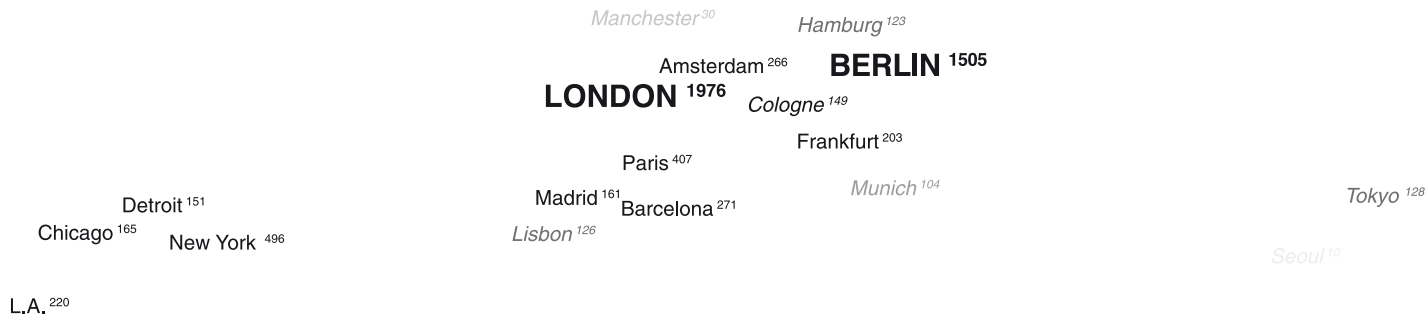 Manchester 30
Hamburg 123
Amsterdam 266
BERLIN 1505
LONDON 1976
Cologne 149
Frankfurt 203
Paris 407
Munich 104
Madrid 161
Barcelona 271
Tokyo 128
Detroit 151
Chicago 165
New York 496
Lisbon 126
Seoul 10
L.A. 220